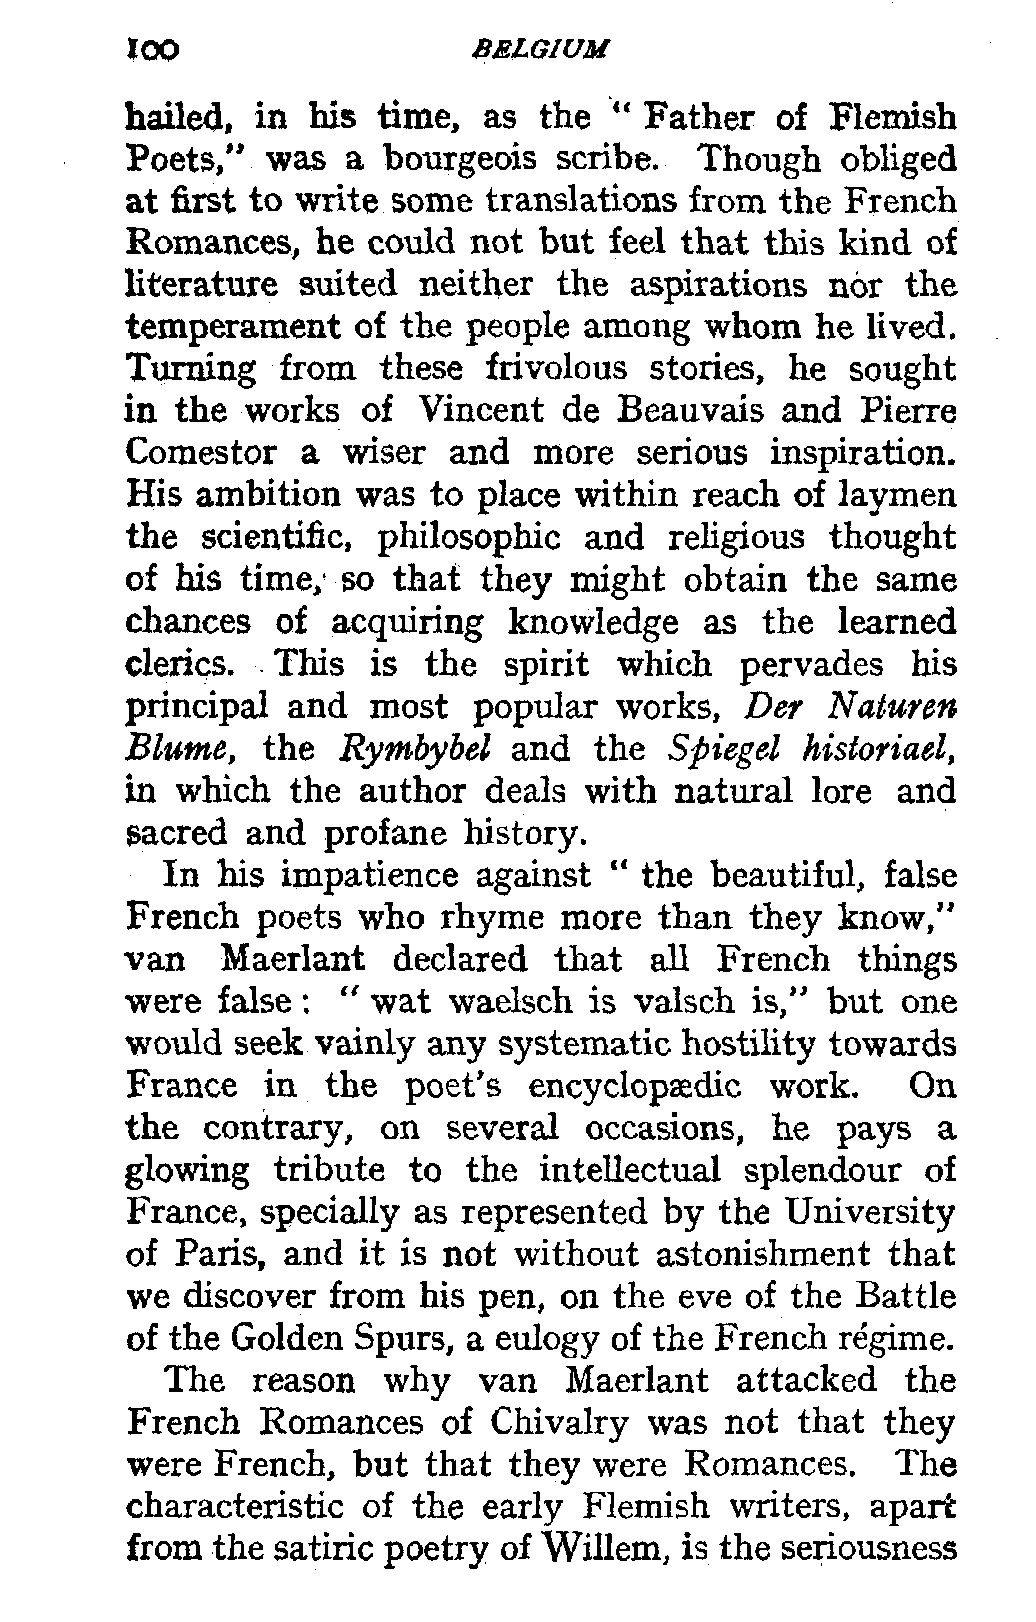 100 BELGIUM
hailed, in his time, as the " Father of Flemish
Poets," was a bourgeois scribe. Though obliged
at first to write some translations from the French
Romances, he could not but feel that this kind of
literature suited neither the aspirations nor the
temperament of the people among whom he lived.
Turning from these frivolous stories, he sought
in the works of Vincent de Beauvais and Pierre
Comestor a wiser and more serious inspiration.
His ambition was to place within reach of laymen
the scientific, philosophic and religious thought
of his time, so that they might obtain the same
chances of acquiring knowledge as the learned
clerics. This is the spirit which pervades his
principal and most popular works, Der Naturen
Blume, the Rymbybel and the Spiegel historiael,
in which the author deals with natural lore and
sacred and profane history.
In his impatience against " the beautiful, false
French poets who rhyme more than they know,"
van Maerlant declared that all French things
were false : " wat waelsch is valsch is," but one
would seek vainly any systematic hostility towards
France in the poet's encyclopædic work. On
the contrary, on several occasions, he pays a
glowing tribute to the intellectual splendour of
France, specially as represented by the University
of Paris, and it is not without astonishment that
we discover from his pen, on the eve of the Battle
of the Golden Spurs, a eulogy of the French régime.
The reason why van Maerlant attacked the
French Romances of Chivalry was not that they
were French, but that they were Romances. The
characteristic of the early Flemish writers, apart
from the satiric poetry of Willem, is the seriousness